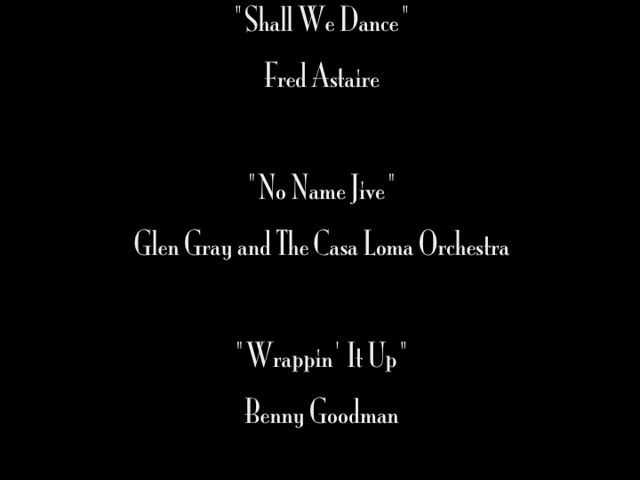 "Shall We Dance"
Fred Astaire
"No Name Jive"
Glen Gray and The Casa Loma Orchestra
"Wrappin' It Up"
Benny Goodman